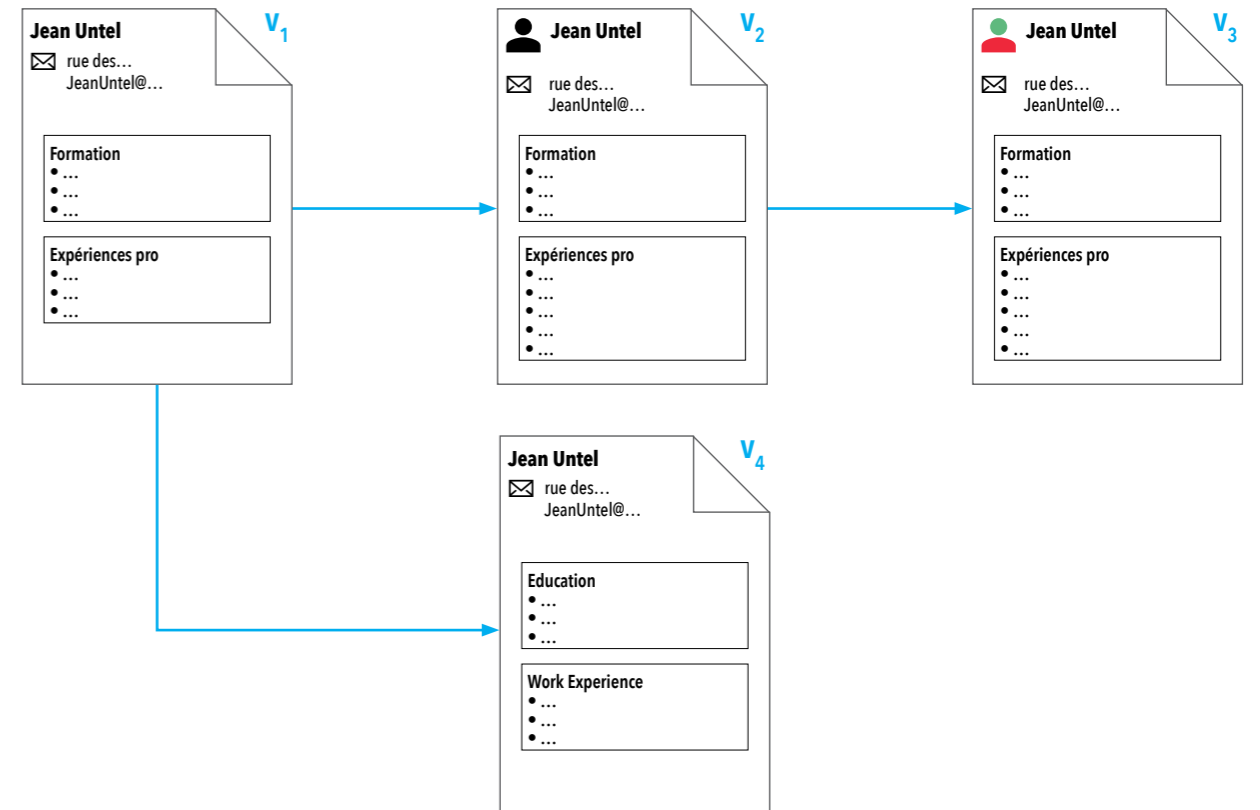 Jean Untel
V1
rue des…
JeanUntel@…
Formation
• …
• …
• …
Expériences pro
• …
• …
• …
Jean Untel
V2
rue des…
JeanUntel@…
Formation
• …
• …
• …
Expériences pro
• …
• …
• …
• …
• …
Jean Untel
V3
rue des…
JeanUntel@…
Formation
• …
• …
• …
Expériences pro
• …
• …
• …
• …
• …
Jean Untel
V4
rue des…
JeanUntel@…
Education
• …
• …
• …
Work Experience
• …
• …
• …